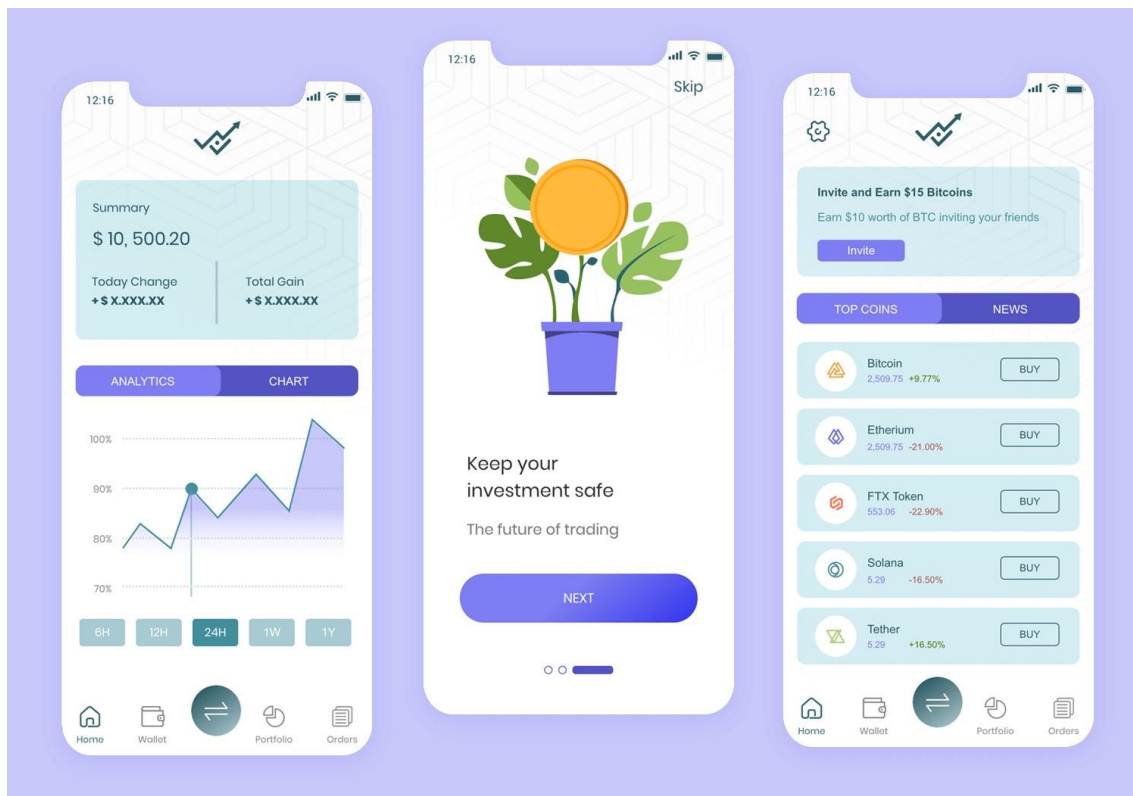 12:16
Summary
$ 10, 500.20
Today Change
+ $ X.XXX.XX
Total Gain
+ $ X.XXX.XX
ANALYTICS
CHART
100%
90%
80%
70%
6H
12H
24H
1W
1Y
Home
Wallet
Portfolio
Orders
12:16
Skip
Keep your
investment safe
The future of trading
NEXT
12:16
Invite and Earn $15 Bitcoins
Earn $10 worth of BTC inviting your friends
Invite
TOP COINS
NEWS
Bitcoin
2,509.75 +9.77%
BUY
Etherium
2,509.75 -21.00%
BUY
FTX Token
553.06 -22.90%
BUY
Solana
5.29 -16.50%
BUY
Tether
5.29 +16.50%
BUY
Home
Wallet
Portfolio
Orders